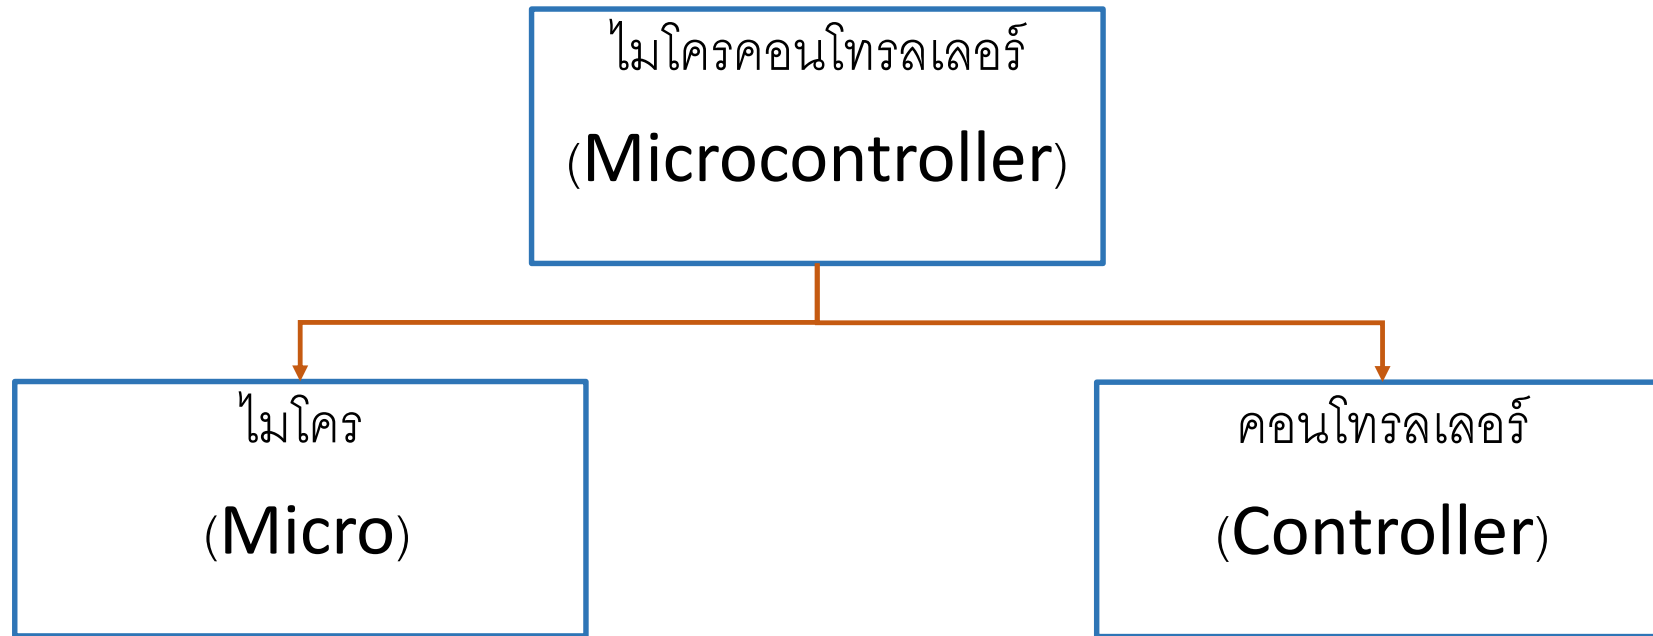 ไมโครคอนโทรลเลอร์
(Microcontroller)
ไมโคร
(Micro)
คอนโทรลเลอร์
(Controller)